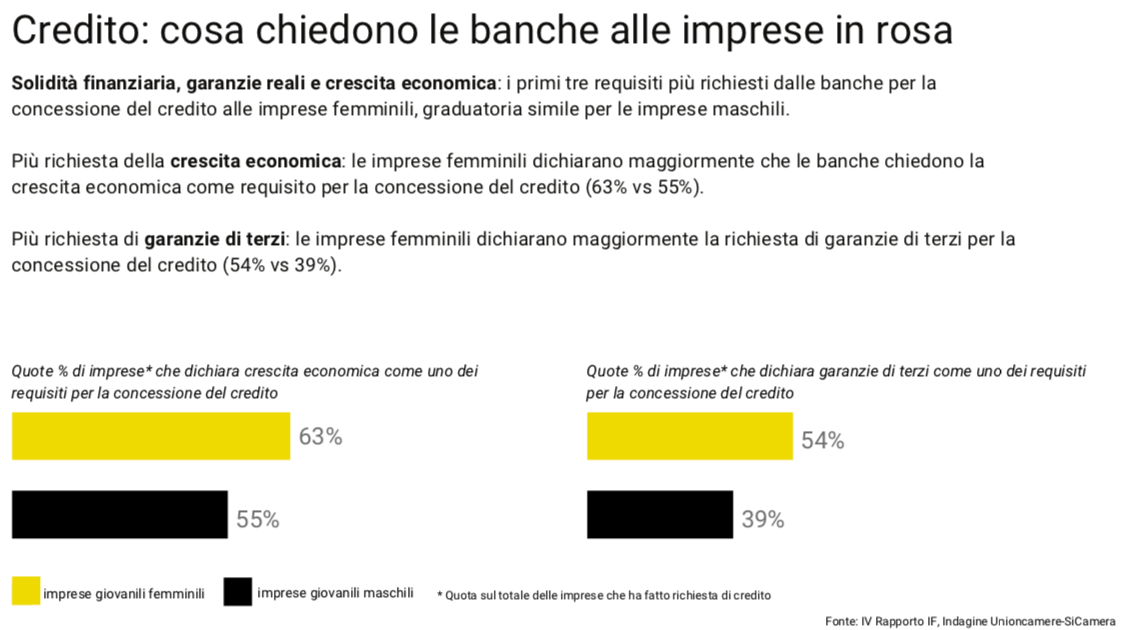 Credito: cosa chiedono le banche alle imprese in rosa
Solidità finanziaria, garanzie reali e crescita economica: i primi tre requisiti più richiesti dalle banche per la
concessione del credito alle imprese femminili, graduatoria simile per le imprese maschili.
Più richiesta della crescita economica: le imprese femminili dichiarano maggiormente che le banche chiedono la
crescita economica come requisito per la concessione del credito (63% vs 55%).
Più richiesta di garanzie di terzi: le imprese femminili dichiarano maggiormente la richiesta di garanzie di terzi per la
concessione del credito (54% vs 39%).
Quote % di imprese* che dichiara crescita economica come uno dei
requisiti per la concessione del credito
63%
55%
Quote % di imprese* che dichiara garanzie di terzi come uno dei requisiti
per la concessione del credito
54%
39%
imprese giovanili femminili
imprese giovanili maschili
* Quota sul totale delle imprese che ha fatto richiesta di credito
Fonte: IV Rapporto IF, Indagine Unioncamere-SiCamera